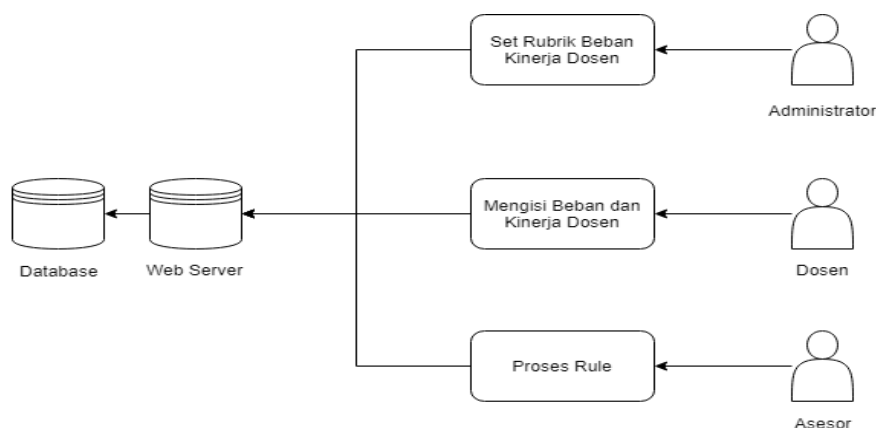 Set Rubrik Beban
Kinerja Dosen
Administrator
Mengisi Beban dan
Kinerja Dosen
Database
Web Server
Dosen
Proses Rule
Asesor